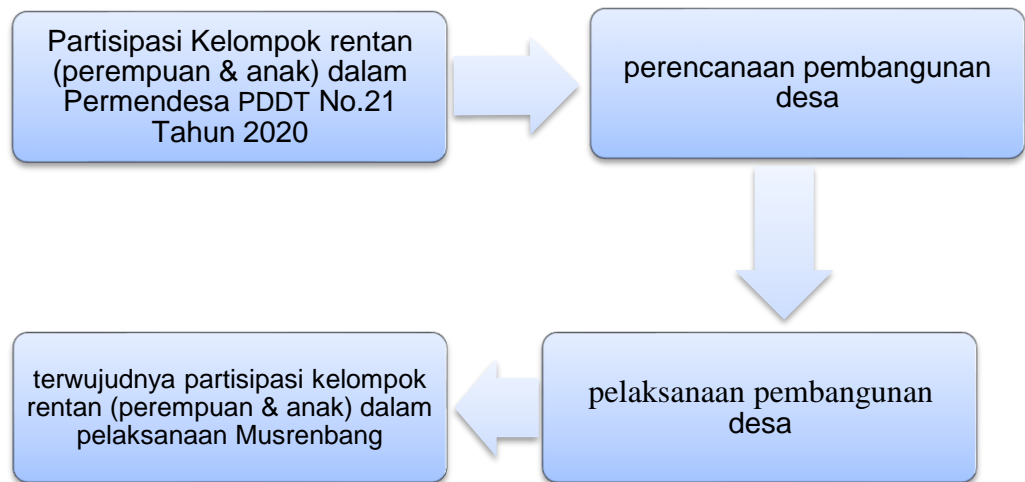 Partisipasi Kelompok rentan
(perempuan & anak) dalam
Permendesa PDDT No.21
Tahun 2020
perencanaan pembangunan
desa
pelaksanaan pembangunan
desa
terwujudnya partisipasi kelompok
rentan (perempuan & anak) dalam
pelaksanaan Musrenbang